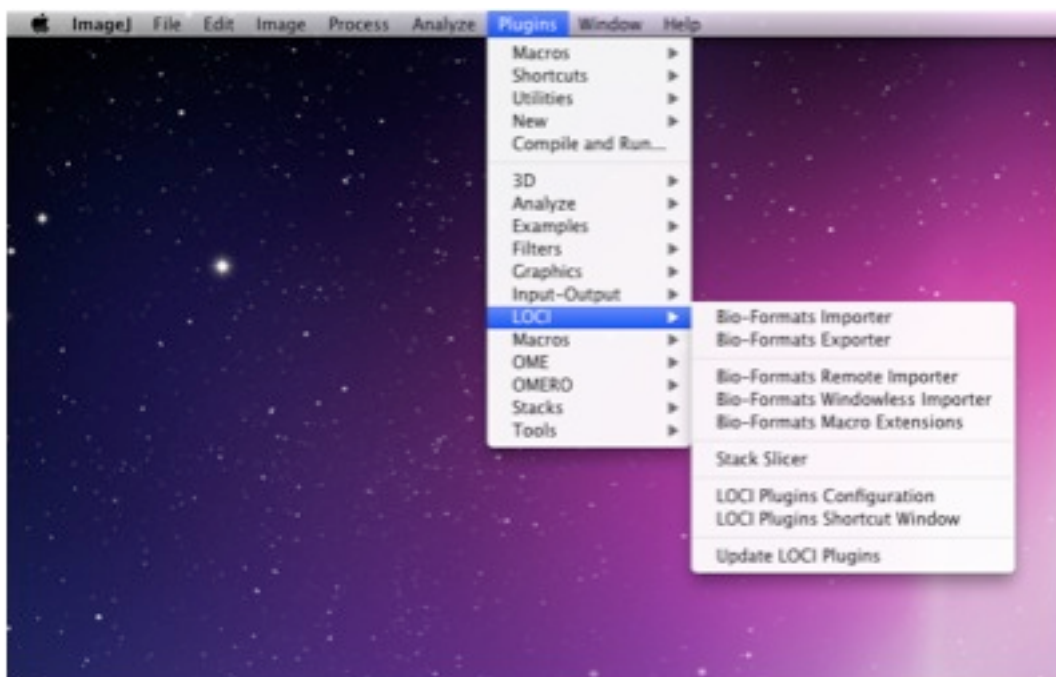 ImageJ File Edit Image Process Analyze Plugins Window Help
Macros
Shortcuts
Utilities
New
Compile and Run...
3D
Analyze
Examples
Filters
Graphics
Input-Output
LOCI
Macros
OME
OMERO
Stacks
Tools
Bio-Formats Importer
Bio-Formats Exporter
Bio-Formats Remote Importer
Bio-Formats Windowless Importer
Bio-Formats Macro Extensions
Stack Slicer
LOCI Plugins Configuration
LOCI Plugins Shortcut Window
Update LOCI Plugins